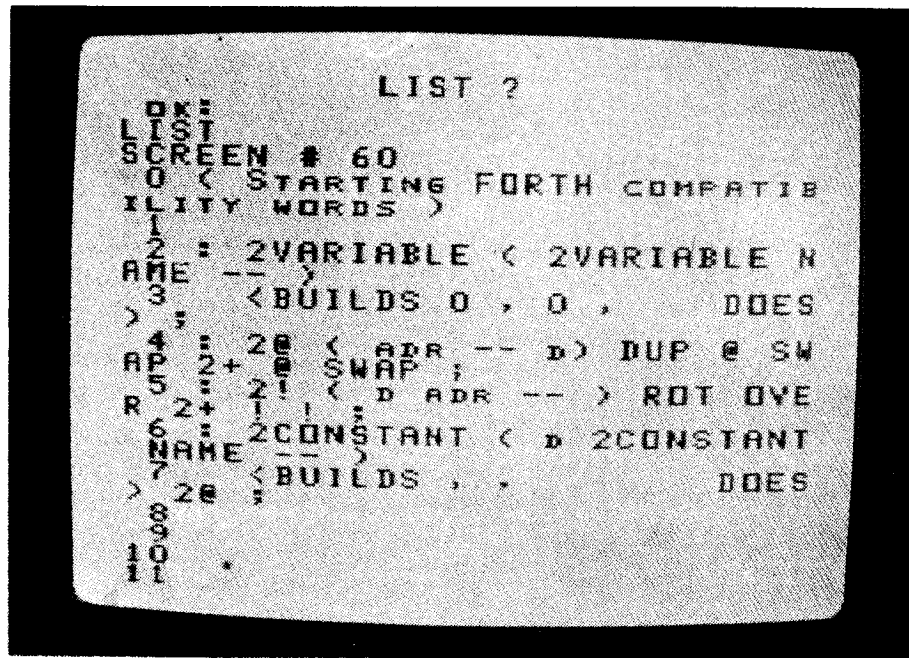 LIST ?
OK:
LIST
SCREEN # 60
0 ( STARTING FORTH COMPATIB
ILITY WORDS )
1
2 : 2VARIABLE ( 2VARIABLE N
AME -- )
3 <BUILDS 0 , 0 , DOES
> ;
4 : 2@ ( ADR -- D) DUP @ SW
AP 2+ @ SWAP ;
5 : 2! ( D ADR -- ) ROT OVE
R 2+ ! ! ;
6 : 2CONSTANT ( D 2CONSTANT
NAME -- )
7 <BUILDS , , DOES
> 2@ ;
8
9
10
11